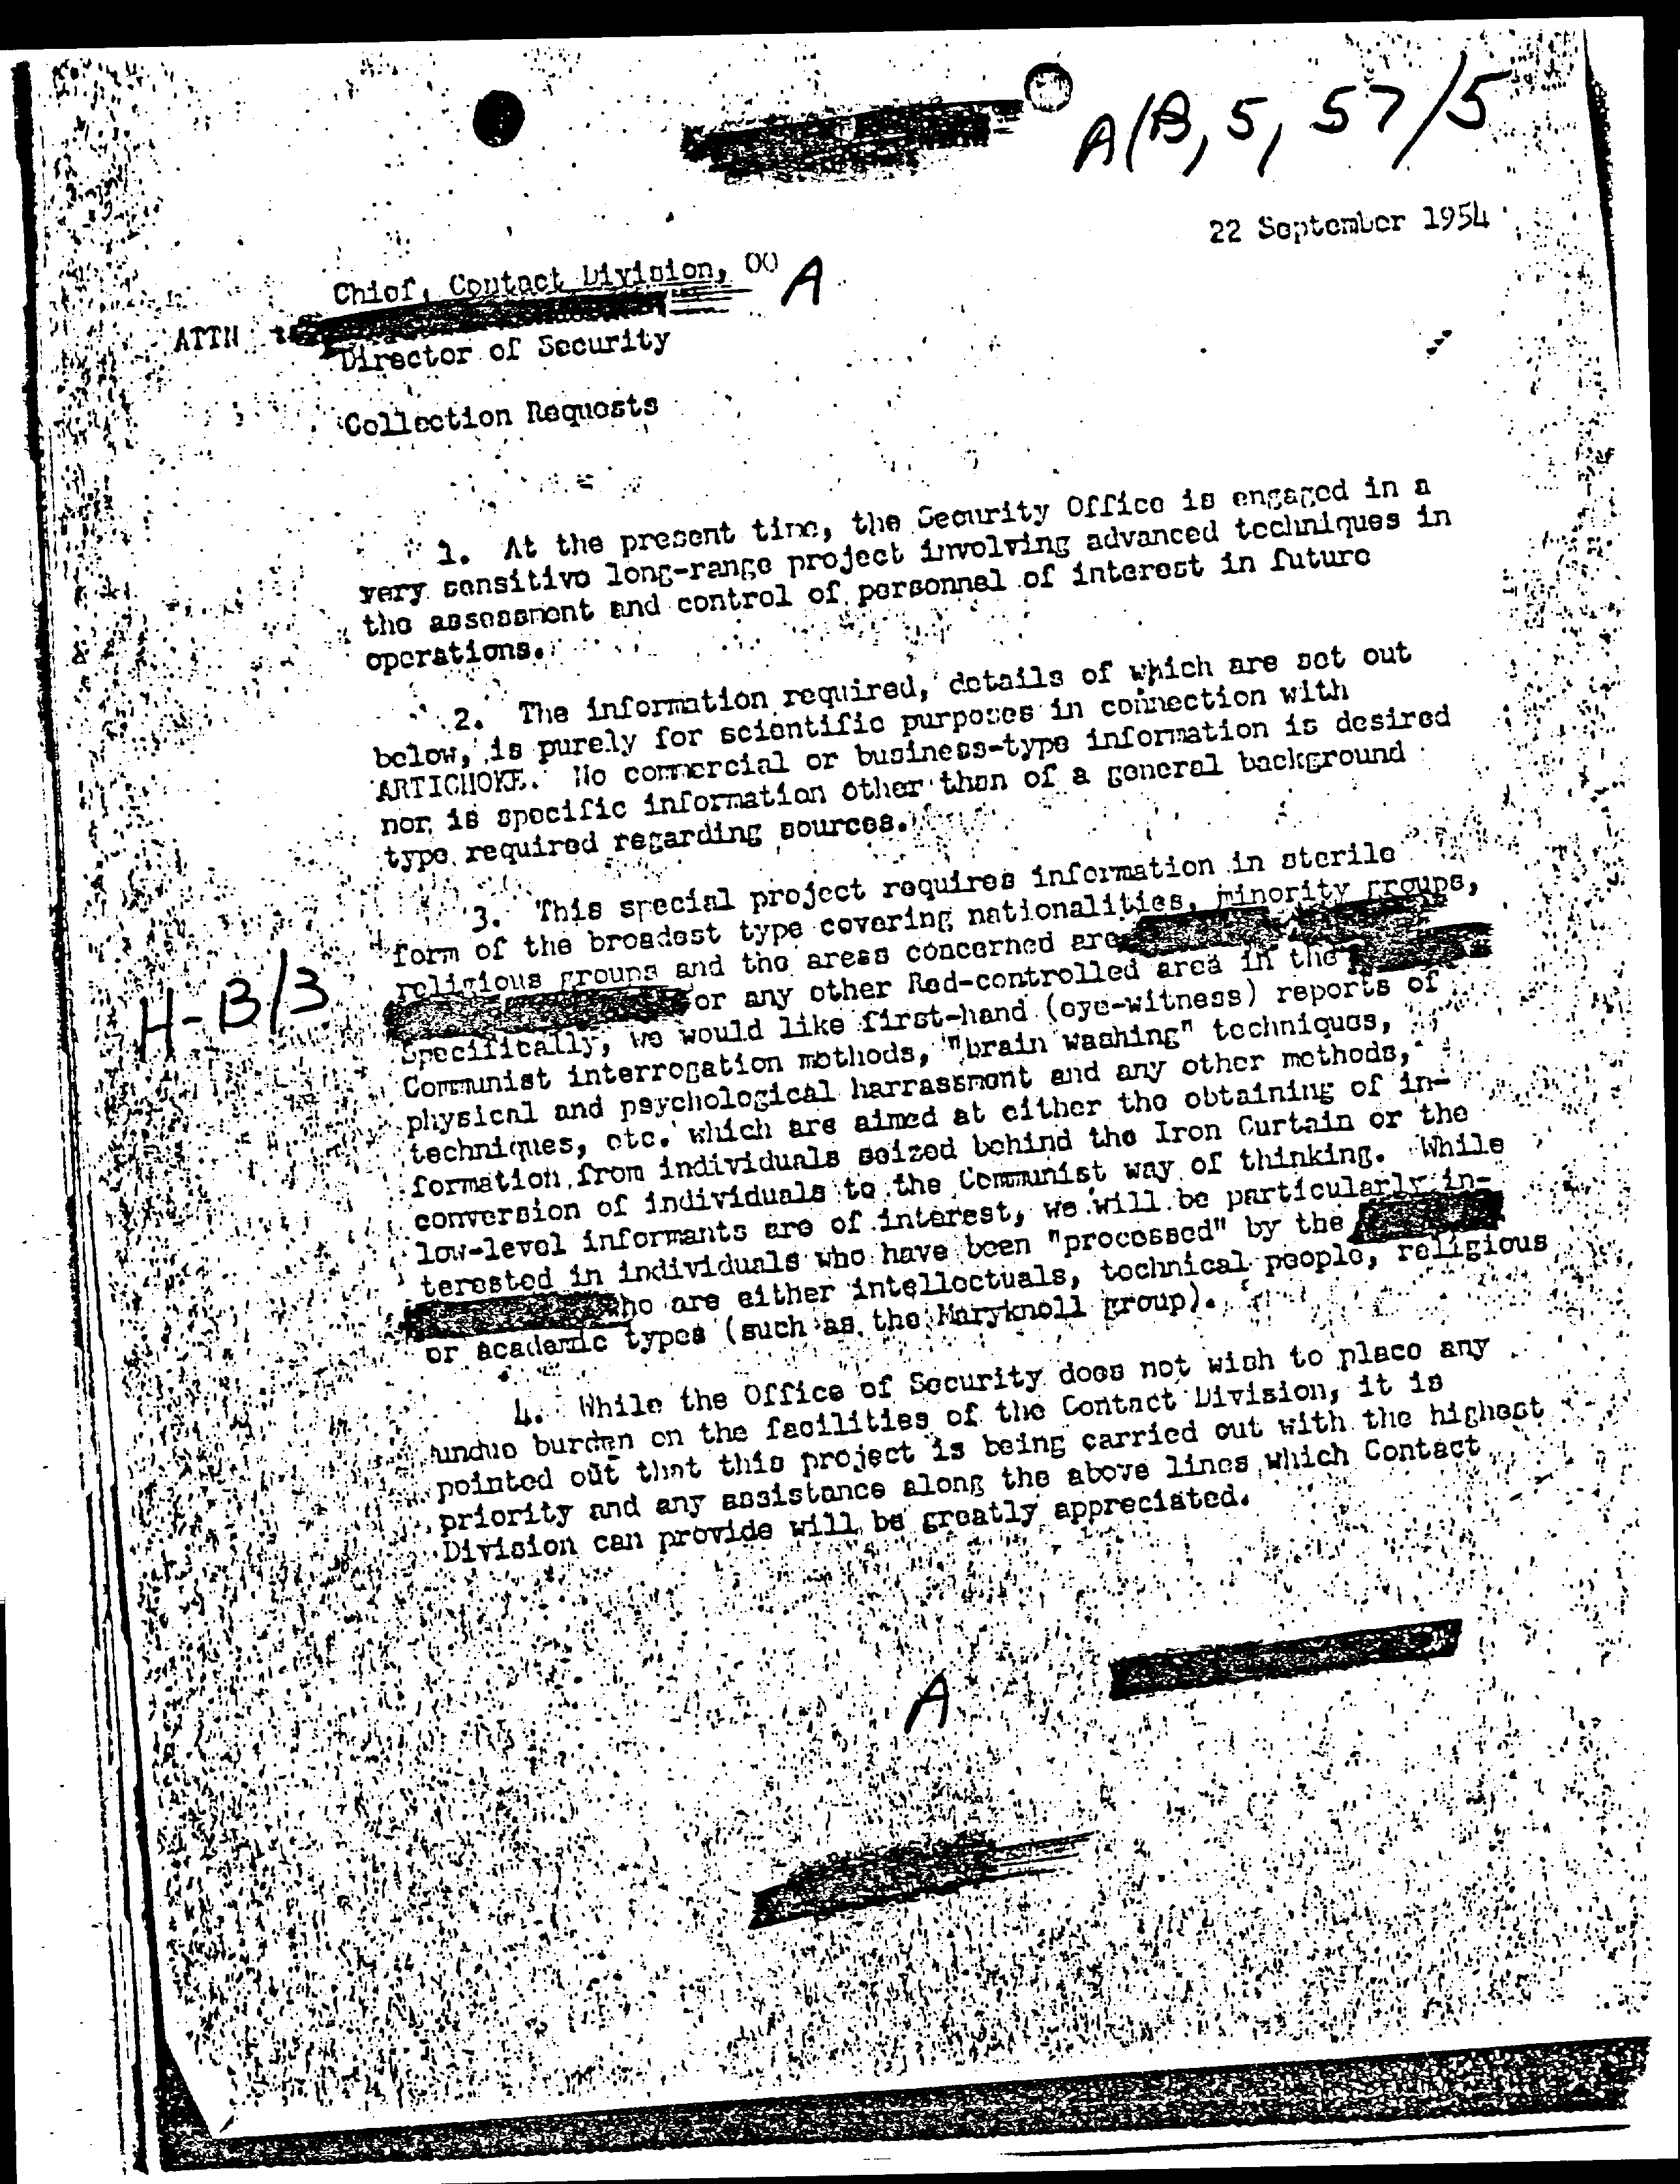 A/B, 5, 57/5
22 September 1954
Chief, Contact Division, OO A
ATTN :
Director of Security
Collection Requests
1. At the present time, the Security Office is engaged in a
very sensitive long-range project involving advanced techniques in
the assessment and control of personnel of interest in future
operations.
2. The information required, details of which are set out
below, is purely for scientific purposes in connection with
ARTICHOKE. No commercial or business-type information is desired
nor is specific information other than of a general background
type required regarding sources.
3. This special project requires information in sterile
form of the broadest type covering nationalities, minority groups,
religious groups and the areas concerned are
or any other Red-controlled area in the
Specifically, we would like first-hand (eye-witness) reports of
Communist interrogation methods, "brain washing" techniques,
physical and psychological harrassment and any other methods,
techniques, etc. which are aimed at either the obtaining of in-
formation from individuals seized behind the Iron Curtain or the
conversion of individuals to the Communist way of thinking. While
low-level informants are of interest, we will be particularly in-
terested in individuals who have been "processed" by the
who are either intellectuals, technical people, religious
or academic types (such as the Maryknoll group).
H-B/3
4. While the Office of Security does not wish to place any
undue burden on the facilities of the Contact Division, it is
pointed out that this project is being carried out with the highest
priority and any assistance along the above lines which Contact
Division can provide will be greatly appreciated.
A